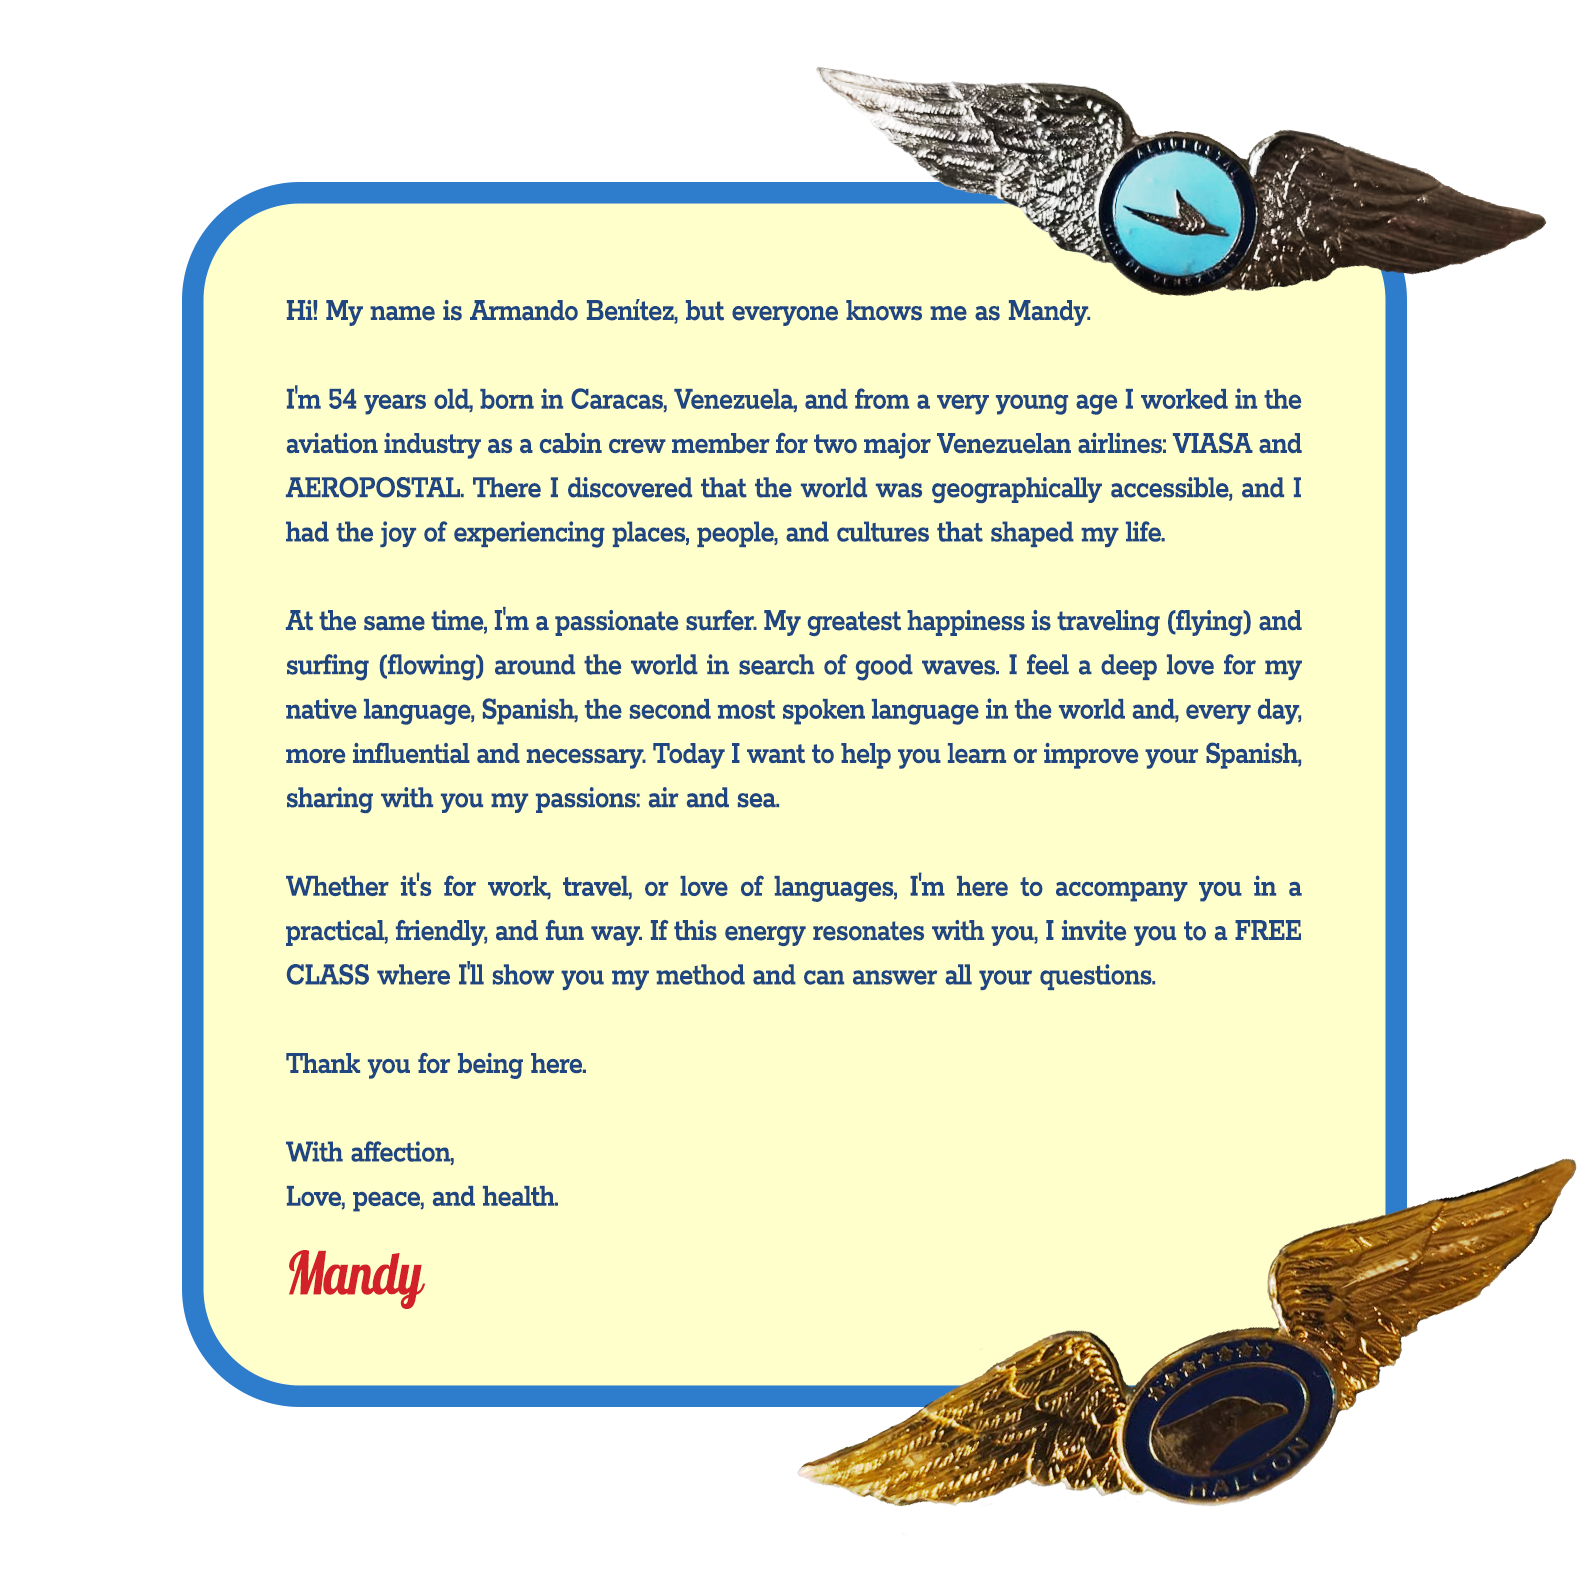 AEROPOSTAL
Hi! My name is Armando Benítez, but everyone knows me as Mandy.
I'm 54 years old, born in Caracas, Venezuela, and from a very young age I worked in the
aviation industry as a cabin crew member for two major Venezuelan airlines: VIASA and
AEROPOSTAL. There I discovered that the world was geographically accessible, and I
had the joy of experiencing places, people, and cultures that shaped my life.
At the same time, I'm a passionate surfer. My greatest happiness is traveling (flying) and
surfing (flowing) around the world in search of good waves. I feel a deep love for my
native language, Spanish, the second most spoken language in the world and, every day,
more influential and necessary. Today I want to help you learn or improve your Spanish,
sharing with you my passions: air and sea.
Whether it's for work, travel, or love of languages, I'm here to accompany you in a
practical, friendly, and fun way. If this energy resonates with you, I invite you to a FREE
CLASS where I'll show you my method and can answer all your questions.
Thank you for being here.
With affection,
Love, peace, and health.
Mandy
HALCON